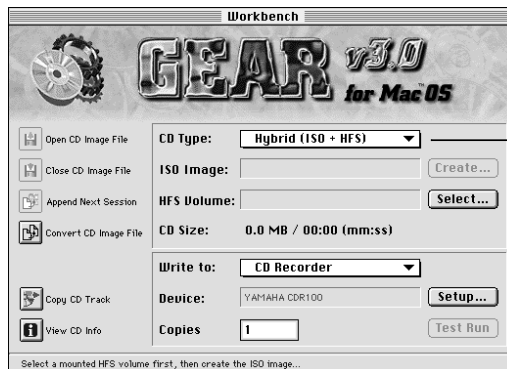 Workbench
GEAR v3.0
for Mac™OS
Open CD Image File
Close CD Image File
Append Next Session
Convert CD Image File
Copy CD Track
View CD Info
CD Type: Hybrid (ISO + HFS)
ISO Image: Create...
HFS Volume: Select...
CD Size: 0.0 MB / 00:00 (mm:ss)
Write to: CD Recorder
Device: YAMAHA CDR100 Setup...
Copies 1 Test Run
Select a mounted HFS volume first, then create the ISO image...